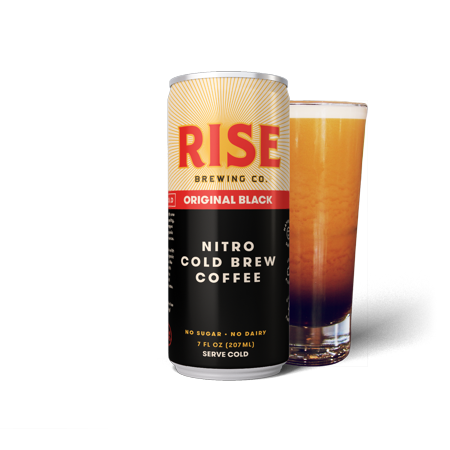 RISE
BREWING CO.
ORIGINAL BLACK
NITRO
COLD BREW
COFFEE
NO SUGAR • NO DAIRY
7 FL OZ (207ML)
SERVE COLD